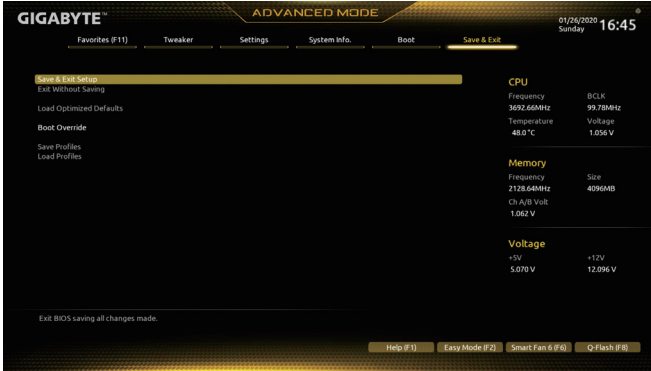 GIGABYTE™
ADVANCED MODE
01/26/2020
Sunday
16:45
Favorites (F11)
Tweaker
Settings
System Info.
Boot
Save & Exit
Save & Exit Setup
Exit Without Saving
Load Optimized Defaults
Boot Override
Save Profiles
Load Profiles
CPU
Frequency BCLK
3692.66MHz 99.78MHz
Temperature Voltage
48.0 °C 1.056 V
Memory
Frequency Size
2128.64MHz 4096MB
Ch A/B Volt
1.062 V
Voltage
+5V +12V
5.070 V 12.096 V
Exit BIOS saving all changes made.
Help (F1)
Easy Mode (F2)
Smart Fan 6 (F6)
Q-Flash (F8)